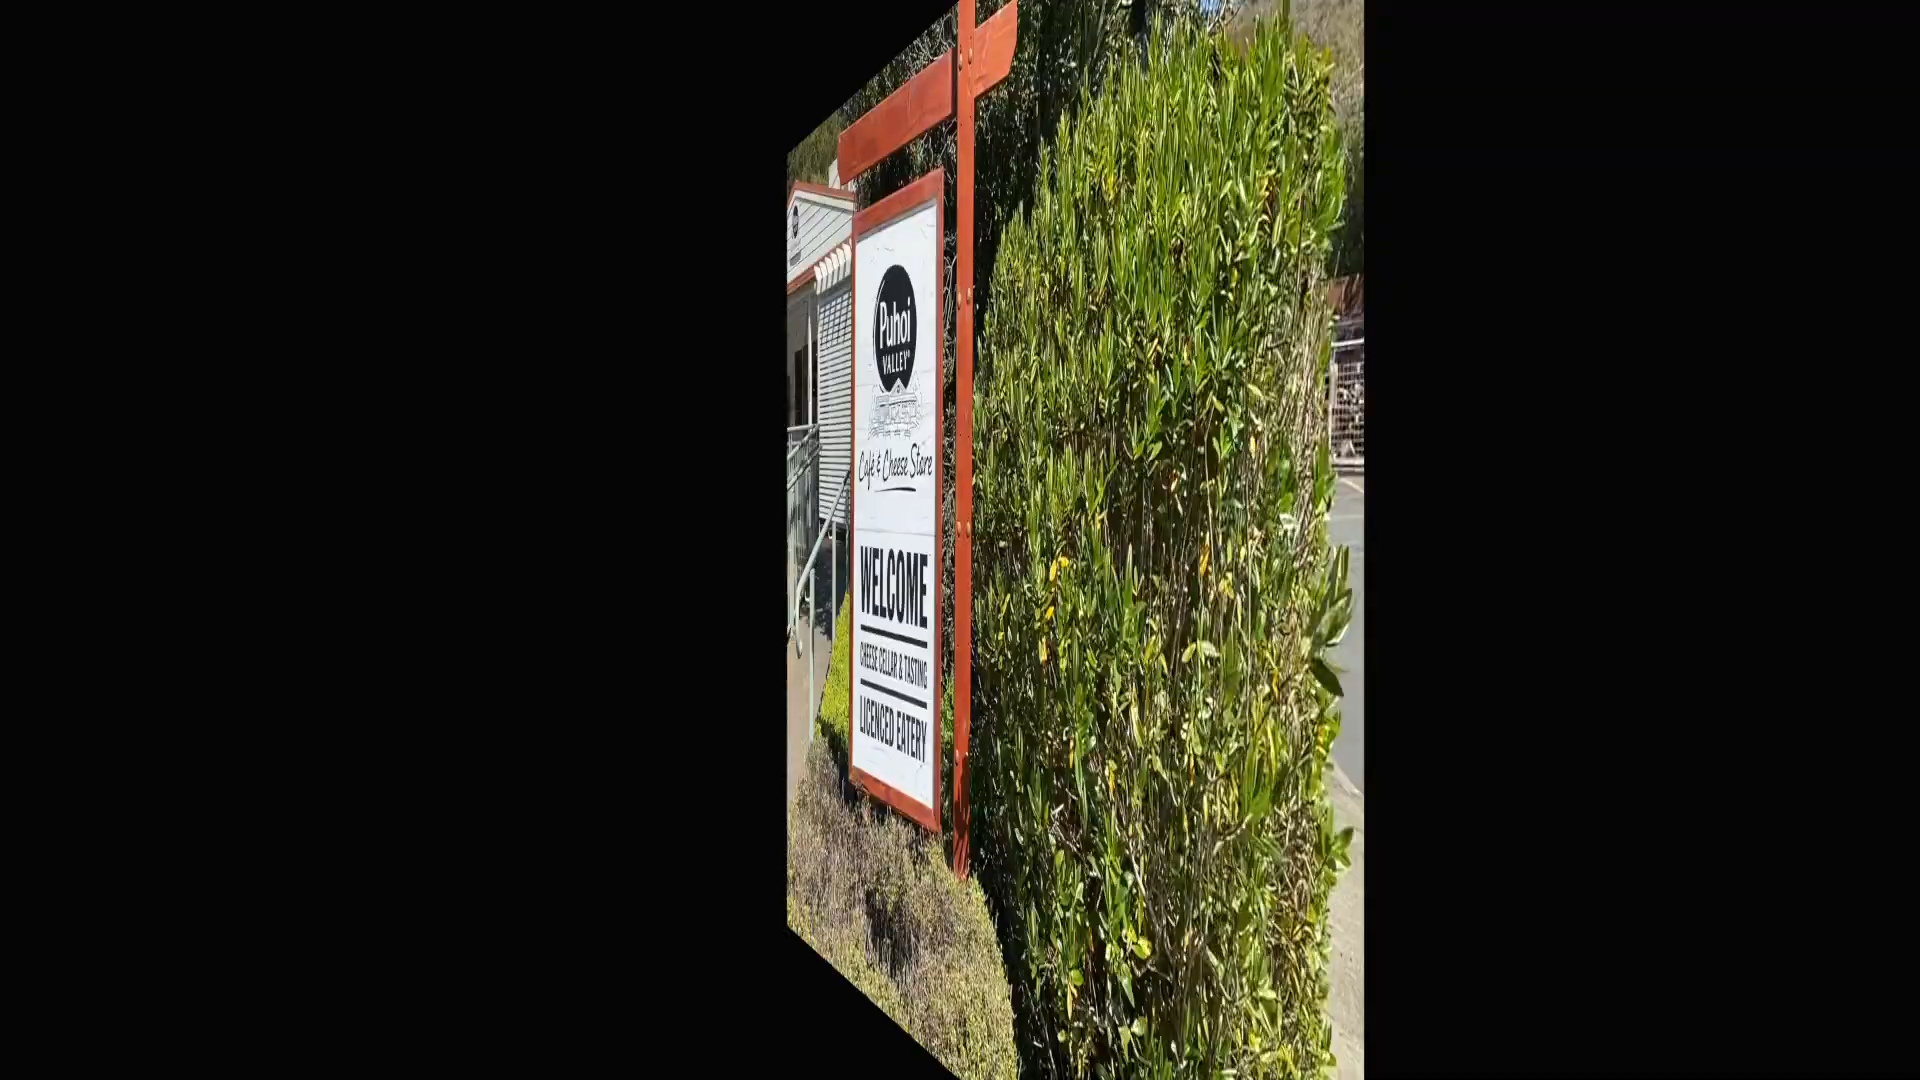 Puhoi
VALLEY
Café & Cheese Store
WELCOME
CHEESE CELLAR & TASTING
LICENCED EATERY